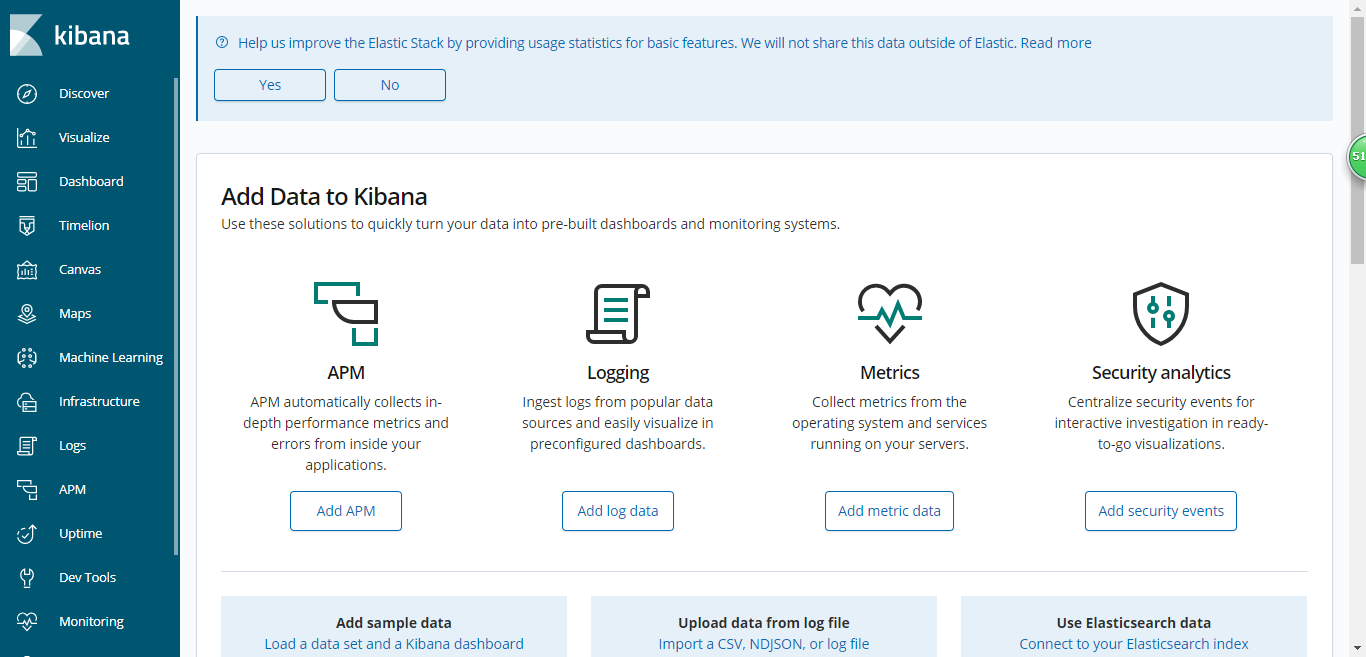 kibana
Discover
Visualize
Dashboard
Timelion
Canvas
Maps
Machine Learning
Infrastructure
Logs
APM
Uptime
Dev Tools
Monitoring
Help us improve the Elastic Stack by providing usage statistics for basic features. We will not share this data outside of Elastic. Read more
Yes
No
51
Add Data to Kibana
Use these solutions to quickly turn your data into pre-built dashboards and monitoring systems.
APM
APM automatically collects in-
depth performance metrics and
errors from inside your
applications.
Add APM
Logging
Ingest logs from popular data
sources and easily visualize in
preconfigured dashboards.
Add log data
Metrics
Collect metrics from the
operating system and services
running on your servers.
Add metric data
Security analytics
Centralize security events for
interactive investigation in ready-
to-go visualizations.
Add security events
Add sample data
Load a data set and a Kibana dashboard
Upload data from log file
Import a CSV, NDJSON, or log file
Use Elasticsearch data
Connect to your Elasticsearch index